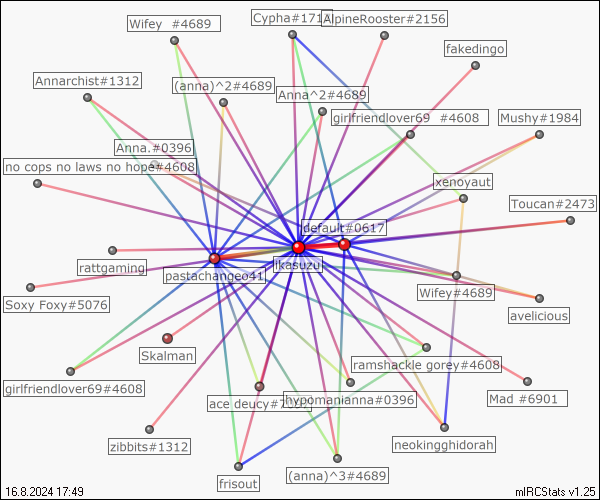 Wifey #4689
Cypha#171
AlpineRooster#2156
fakedingo
Annarchist#1312
(anna)^2#4689
Anna^2#4689
girlfriendlover69 #4608
Mushy#1984
Anna.#0396
no cops no laws no hope#4608
xenoyaut
Toucan#2473
default#0617
jkasuzu
rattgaming
pastachangeo41
Wifey#4689
Soxy Foxy#5076
avelicious
Skalman
ramshackle gorey#4608
girlfriendlover69#4608
ace deucy#7
hypomanianna#0396
Mad #6901
zibbits#1312
neokingghidorah
(anna)^3#4689
frisout
16.8.2024 17:49
mIRCStats v1.25